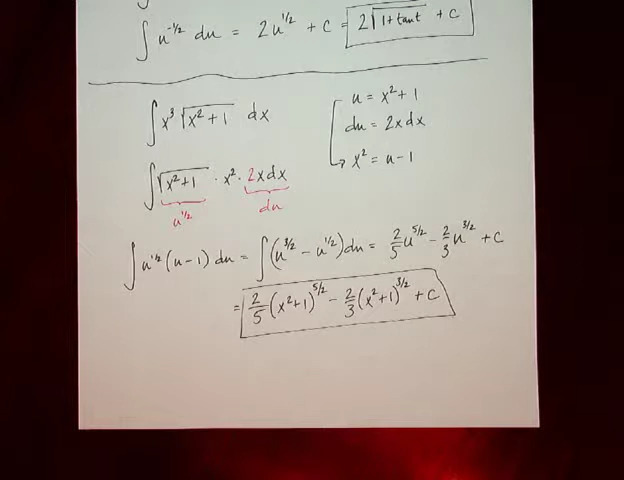 ∫ u^{-1/2} du = 2u^{1/2} + c = 2√(1+tan t) + c
∫ x³ √(x²+1) dx
u = x²+1
du = 2x dx
x² = u-1
∫ √(x²+1) · x² · 2x dx
u^{1/2} du
∫ u^{1/2} (u-1) du = ∫ (u^{3/2} - u^{1/2}) du = 2/5 u^{5/2} - 2/3 u^{3/2} + c
= 2/5 (x²+1)^{5/2} - 2/3 (x²+1)^{3/2} + c